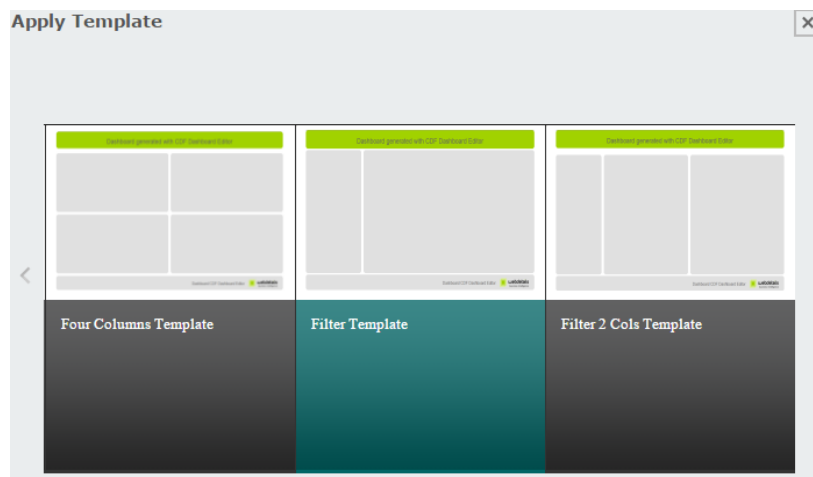 Apply Template
Dashboard generated with CDF Dashboard Editor
Dashboard generated with CDF Dashboard Editor
Dashboard generated with CDF Dashboard Editor
Four Columns Template
Filter Template
Filter 2 Cols Template